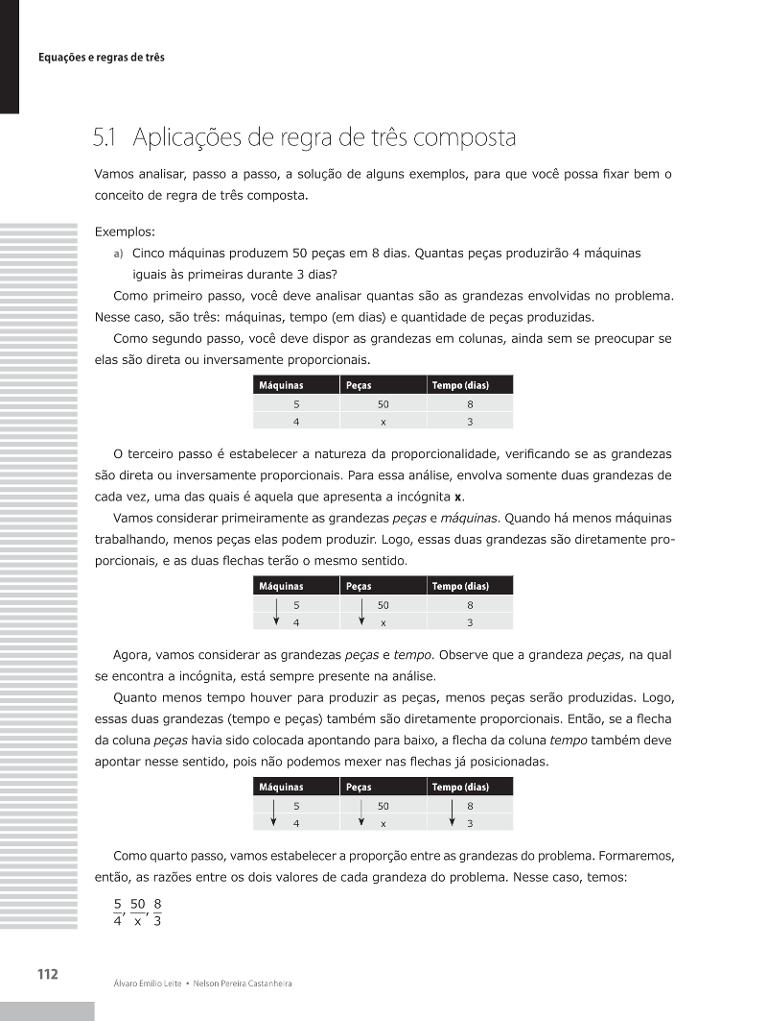 Equações e regras de três
5.1 Aplicações de regra de três composta
Vamos analisar, passo a passo, a solução de alguns exemplos, para que você possa fixar bem o
conceito de regra de três composta.
Exemplos:
a) Cinco máquinas produzem 50 peças em 8 dias. Quantas peças produzirão 4 máquinas
iguais às primeiras durante 3 dias?
Como primeiro passo, você deve analisar quantas são as grandezas envolvidas no problema.
Nesse caso, são três: máquinas, tempo (em dias) e quantidade de peças produzidas.
Como segundo passo, você deve dispor as grandezas em colunas, ainda sem se preocupar se
elas são direta ou inversamente proporcionais.
Máquinas Peças Tempo (dias)
5 50 8
4 x 3
O terceiro passo é estabelecer a natureza da proporcionalidade, verificando se as grandezas
são direta ou inversamente proporcionais. Para essa análise, envolva somente duas grandezas de
cada vez, uma das quais é aquela que apresenta a incógnita x.
Vamos considerar primeiramente as grandezas peças e máquinas. Quando há menos máquinas
trabalhando, menos peças elas podem produzir. Logo, essas duas grandezas são diretamente pro-
porcionais, e as duas flechas terão o mesmo sentido.
Máquinas Peças Tempo (dias)
5 50 8
4 x 3
Agora, vamos considerar as grandezas peças e tempo. Observe que a grandeza peças, na qual
se encontra a incógnita, está sempre presente na análise.
Quanto menos tempo houver para produzir as peças, menos peças serão produzidas. Logo,
essas duas grandezas (tempo e peças) também são diretamente proporcionais. Então, se a flecha
da coluna peças havia sido colocada apontando para baixo, a flecha da coluna tempo também deve
apontar nesse sentido, pois não podemos mexer nas flechas já posicionadas.
Máquinas Peças Tempo (dias)
5 50 8
4 x 3
Como quarto passo, vamos estabelecer a proporção entre as grandezas do problema. Formaremos,
então, as razões entre os dois valores de cada grandeza do problema. Nesse caso, temos:
5/4, 50/x, 8/3
112
Álvaro Emílio Leite • Nelson Pereira Castanheira